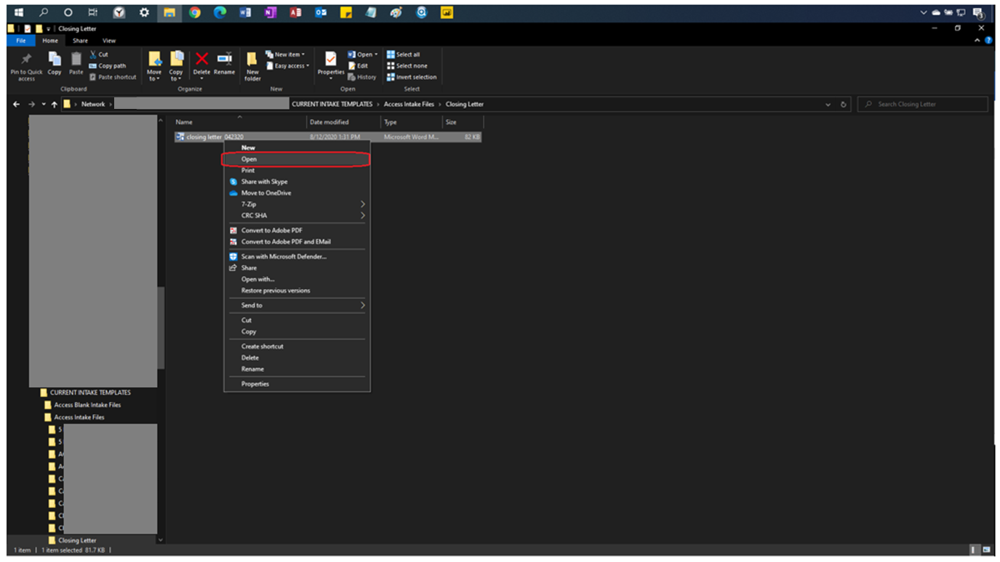 Closing Letter
File Home Share View
Pin to Quick access
Copy
Paste
Cut
Copy path
Paste shortcut
Clipboard
Move to
Copy to
Delete
Rename
Organize
New folder
New item
Easy access
New
Properties
Open
Edit
History
Open
Select all
Select none
Invert selection
Select
Network CURRENT INTAKE TEMPLATES Access Intake Files Closing Letter
Search Closing Letter
Name Date modified Type Size
closing letter_042320 8/12/2020 1:31 PM Microsoft Word M... 82 KB
New
Open
Print
Share with Skype
Move to OneDrive
7-Zip
CRC SHA
Convert to Adobe PDF
Convert to Adobe PDF and EMail
Scan with Microsoft Defender...
Share
Open with...
Restore previous versions
Send to
Cut
Copy
Create shortcut
Delete
Rename
Properties
CURRENT INTAKE TEMPLATES
Access Blank Intake Files
Access Intake Files
5
5
Closing Letter
1 item 1 item selected 81.7 KB